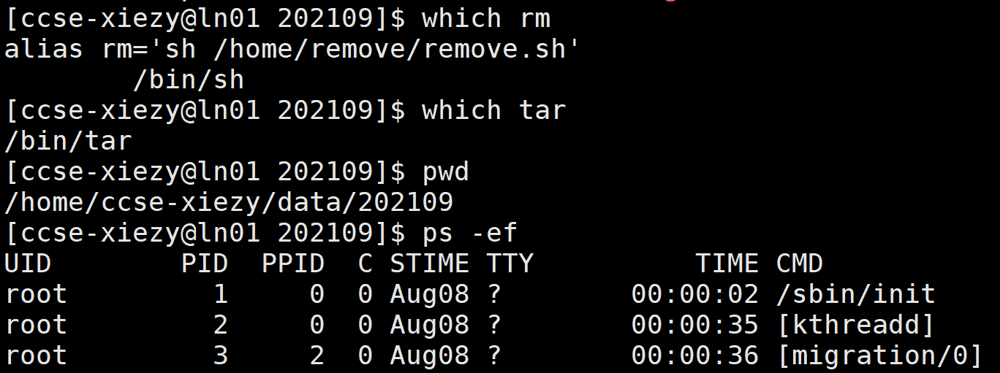 [ccse-xiezy@ln01 202109]$ which rm
alias rm='sh /home/remove/remove.sh'
        /bin/sh
[ccse-xiezy@ln01 202109]$ which tar
/bin/tar
[ccse-xiezy@ln01 202109]$ pwd
/home/ccse-xiezy/data/202109
[ccse-xiezy@ln01 202109]$ ps -ef
UID        PID  PPID  C STIME TTY          TIME CMD
root         1     0  0 Aug08 ?        00:00:02 /sbin/init
root         2     0  0 Aug08 ?        00:00:35 [kthreadd]
root         3     2  0 Aug08 ?        00:00:36 [migration/0]